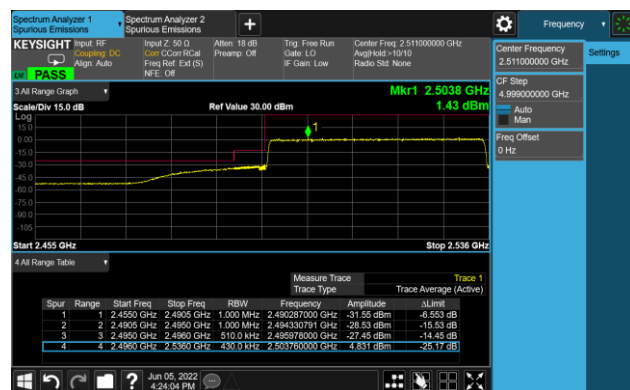 Spectrum Analyzer 1
Spurious Emissions
Spectrum Analyzer 2
Spurious Emissions
Frequency
KEYSIGHT
Input: RF
Coupling: DC
Align: Auto
Input Z: 50 Ω
Corr CCorr RCal
Freq Ref: Ext (S)
NFE: Off
Atten: 18 dB
Preamp: Off
Trig: Free Run
Gate: LO
IF Gain: Low
Center Freq: 2.511000000 GHz
Avg|Hold:>10/10
Radio Std: None
PASS
3 All Range Graph
Mkr1 2.5038 GHz
Scale/Div 15.0 dB
Ref Value 30.00 dBm
1.43 dBm
Log
15.0
0.00
-15.0
-30.0
-45.0
-60.0
-75.0
-90.0
-105
1
Start 2.455 GHz
Stop 2.536 GHz
4 All Range Table
Measure Trace Trace 1
Trace Type Trace Average (Active)
Spur Range Start Freq Stop Freq RBW Frequency Amplitude ΔLimit
1 1 2.4550 GHz 2.4905 GHz 1.000 MHz 2.490287000 GHz -31.55 dBm -6.553 dB
2 2 2.4905 GHz 2.4950 GHz 1.000 MHz 2.494330791 GHz -28.53 dBm -15.53 dB
3 3 2.4950 GHz 2.4960 GHz 510.0 kHz 2.495978000 GHz -27.45 dBm -14.45 dB
4 4 2.4960 GHz 2.5360 GHz 430.0 kHz 2.503760000 GHz 4.831 dBm -25.17 dB
Jun 05, 2022
4:24:04 PM
Center Frequency
2.511000000 GHz
Settings
CF Step
4.999000000 GHz
Auto
Man
Freq Offset
0 Hz